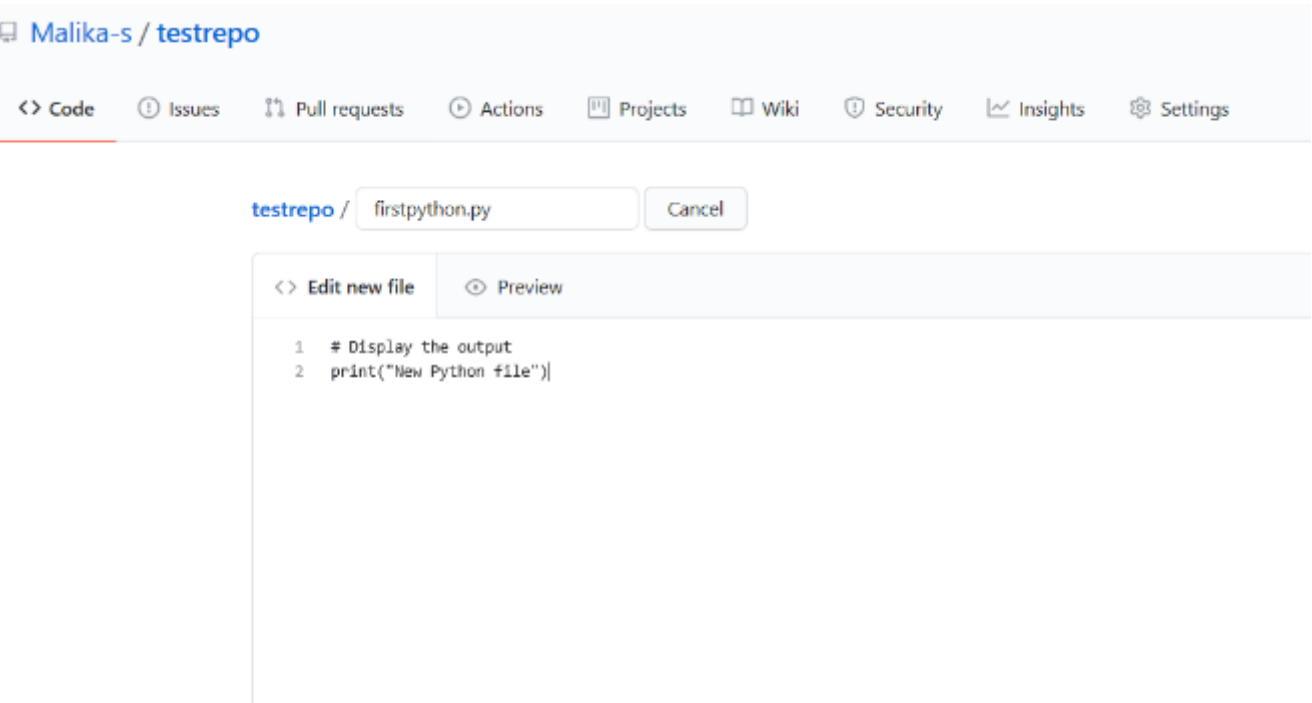 Malika-s / testrepo
<> Code Issues Pull requests Actions Projects Wiki Security Insights Settings
testrepo / firstpython.py Cancel
<> Edit new file Preview
1 # Display the output
2 print("New Python file")